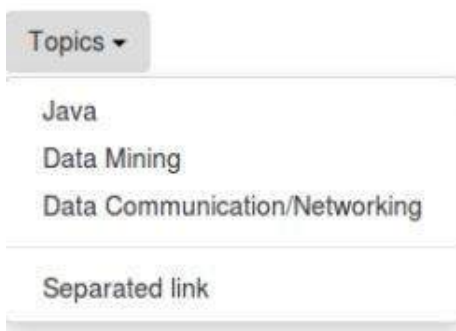 Topics
Java
Data Mining
Data Communication/Networking
Separated link